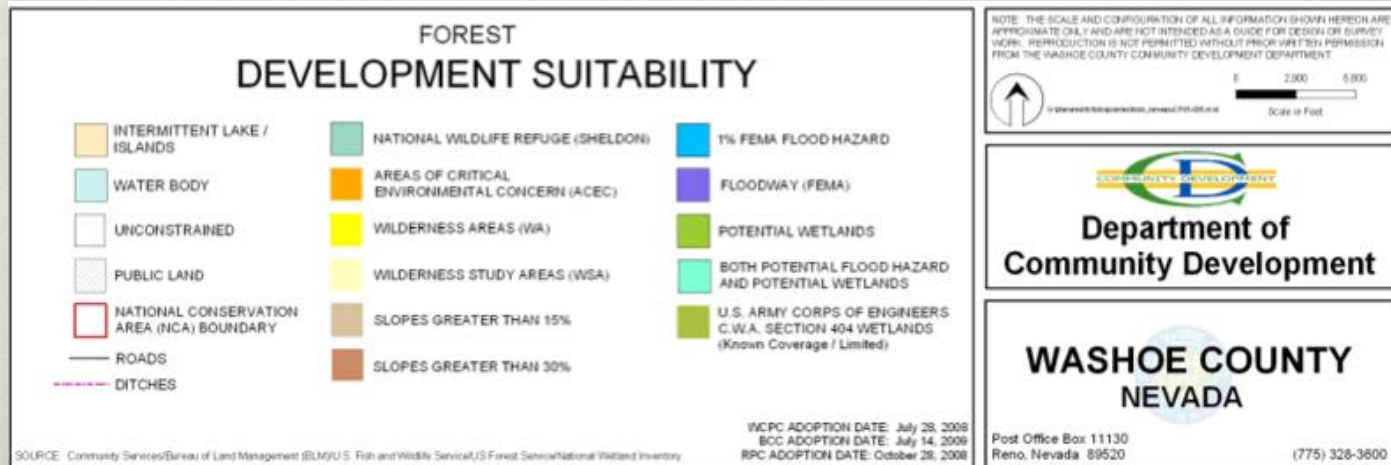 FOREST
DEVELOPMENT SUITABILITY
INTERMITTENT LAKE /
ISLANDS
WATER BODY
UNCONSTRAINED
PUBLIC LAND
NATIONAL CONSERVATION
AREA (NCA) BOUNDARY
ROADS
DITCHES
NATIONAL WILDLIFE REFUGE (SHELDON)
AREAS OF CRITICAL
ENVIRONMENTAL CONCERN (ACEC)
WILDERNESS AREAS (WA)
WILDERNESS STUDY AREAS (WSA)
SLOPES GREATER THAN 15%
SLOPES GREATER THAN 30%
1% FEMA FLOOD HAZARD
FLOODWAY (FEMA)
POTENTIAL WETLANDS
BOTH POTENTIAL FLOOD HAZARD
AND POTENTIAL WETLANDS
U.S. ARMY CORPS OF ENGINEERS
C.W.A. SECTION 404 WETLANDS
(Known Coverage / Limited)
WCPC ADOPTION DATE: July 28, 2008
BCC ADOPTION DATE: July 14, 2009
RPC ADOPTION DATE: October 28, 2008
SOURCE: Community Services/Bureau of Land Management (BLM)/U.S. Fish and Wildlife Service/US Forest Service/National Wetland Inventory
NOTE: THE SCALE AND CONFIGURATION OF ALL INFORMATION SHOWN HEREON ARE
APPROXIMATE ONLY AND ARE NOT INTENDED AS A GUIDE FOR DESIGN OR SURVEY
WORK. REPRODUCTION IS NOT PERMITTED WITHOUT PRIOR WRITTEN PERMISSION
FROM THE WASHOE COUNTY COMMUNITY DEVELOPMENT DEPARTMENT.
0 2,000
Scale in Feet
COMMUNITY DEVELOPMENT
Department of
Community Development
WASHOE COUNTY
NEVADA
Post Office Box 11130
Reno, Nevada 89520
(775) 328-3600